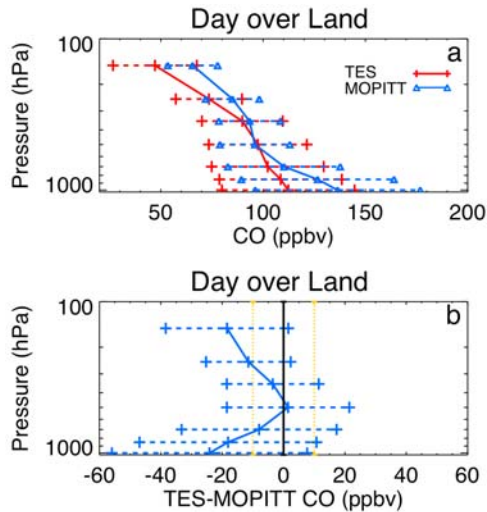 Day over Land
100
a
TES
MOPITT
Pressure (hPa)
1000
50 100 150 200
CO (ppbv)
Day over Land
100
b
Pressure (hPa)
1000
-60 -40 -20 0 20 40 60
TES-MOPITT CO (ppbv)